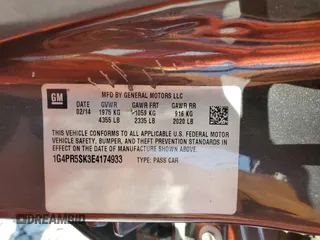 GM
MFD BY GENERAL MOTORS LLC
DATE GVWR GAWR FRT GAWR RR
02/14 1975 KG 1059 KG 916 KG
4355 LB 2335 LB 2020 LB
THIS VEHICLE CONFORMS TO ALL APPLICABLE U.S. FEDERAL MOTOR VEHICLE SAFETY, BUMPER, AND THEFT PREVENTION STANDARDS IN EFFECT ON THE DATE OF MANUFACTURE SHOWN ABOVE.
1G4PR5SK3E4174933 TYPE: PASS CAR
DREAMBID